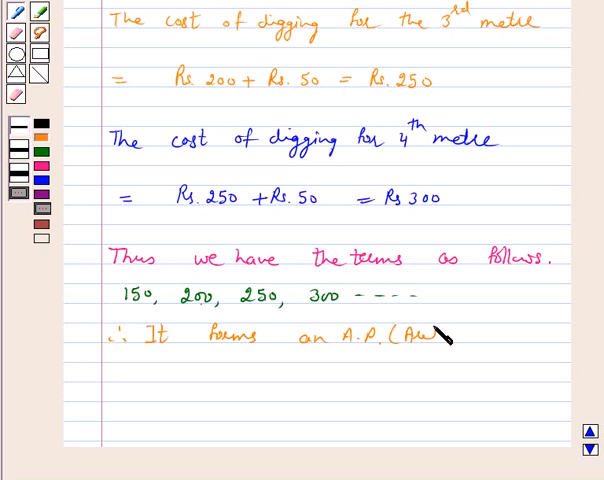 The cost of digging for the 3rd metre
= Rs. 200 + Rs. 50 = Rs. 250
The cost of digging for 4th metre
= Rs. 250 + Rs. 50 = Rs 300
Thus we have the terms as follows.
150, 200, 250, 300 ----
∴ It forms an A.P. (